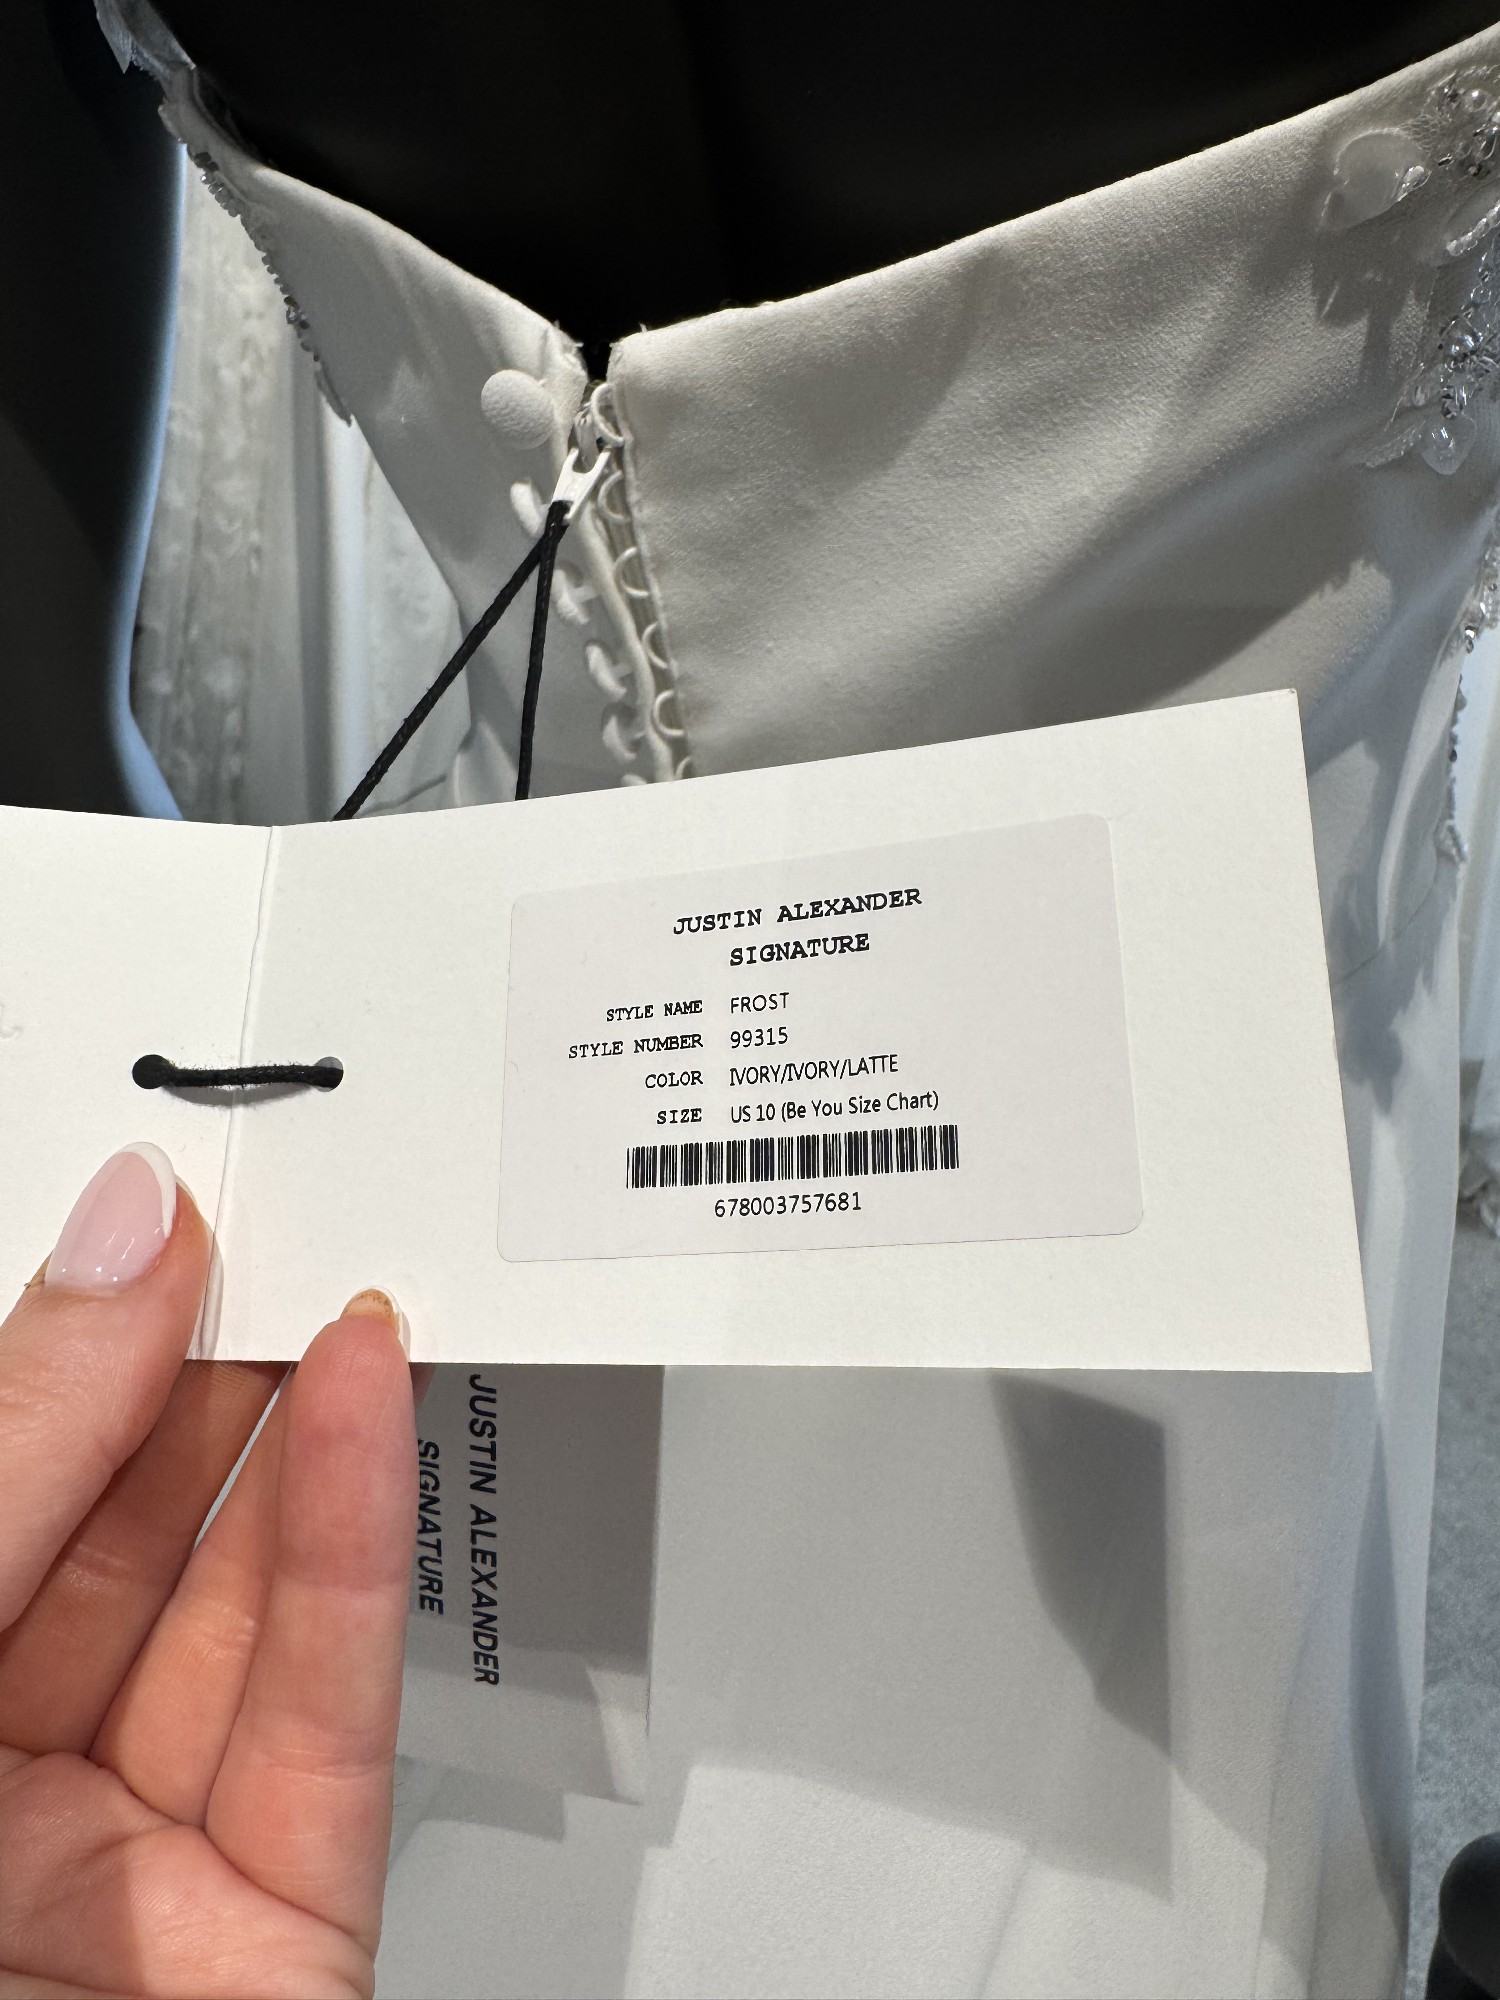 JUSTIN ALEXANDER
SIGNATURE
STYLE NAME FROST
STYLE NUMBER 99315
COLOR IVORY/IVORY/LATTE
SIZE US 10 (Be You Size Chart)
678003757681
JUSTIN ALEXANDER
SIGNATURE